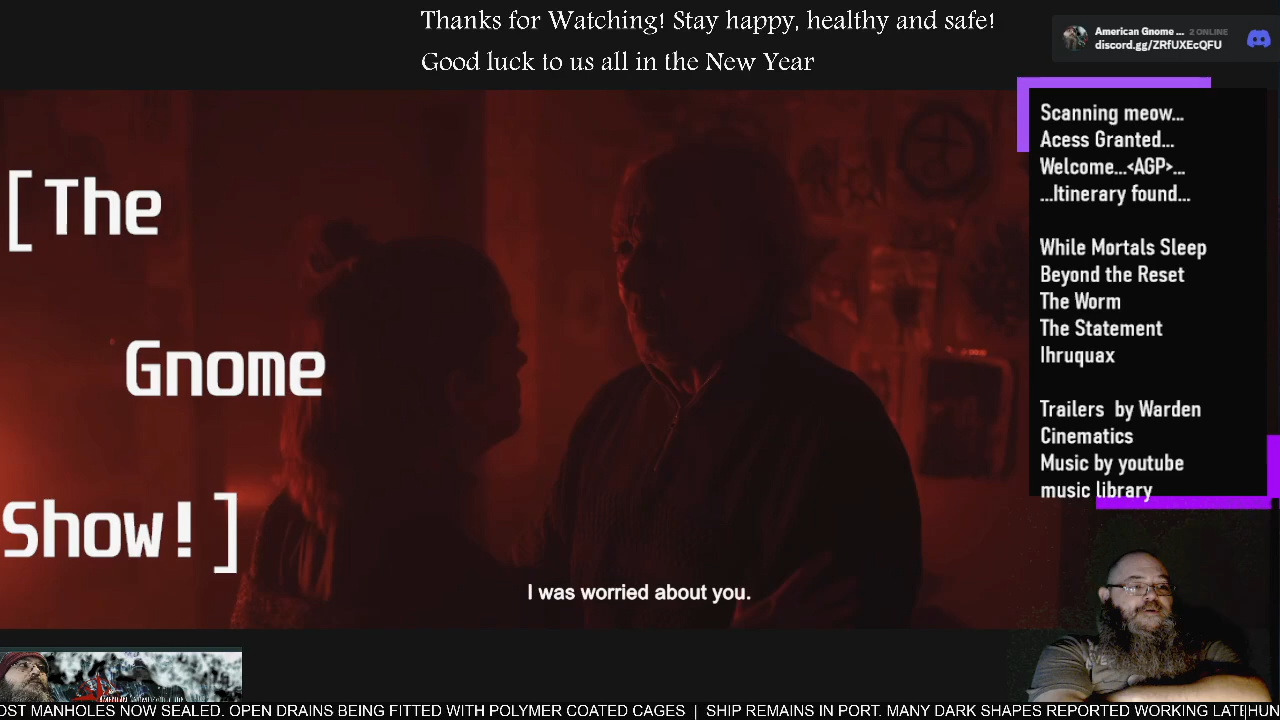 Thanks for Watching! Stay happy, healthy and safe!
Good luck to us all in the New Year
American Gnome ... 2 ONLINE
discord.gg/ZRfUXEcQFU
Scanning meow...
Acess Granted...
Welcome...<AGP>...
...Itinerary found...
While Mortals Sleep
Beyond the Reset
The Worm
The Statement
Ihruquax
Trailers by Warden
Cinematics
Music by youtube
music library
[The
Gnome
Show!]
I was worried about you.
OST MANHOLES NOW SEALED. OPEN DRAINS BEING FITTED WITH POLYMER COATED CAGES | SHIP REMAINS IN PORT. MANY DARK SHAPES REPORTED WORKING LATE